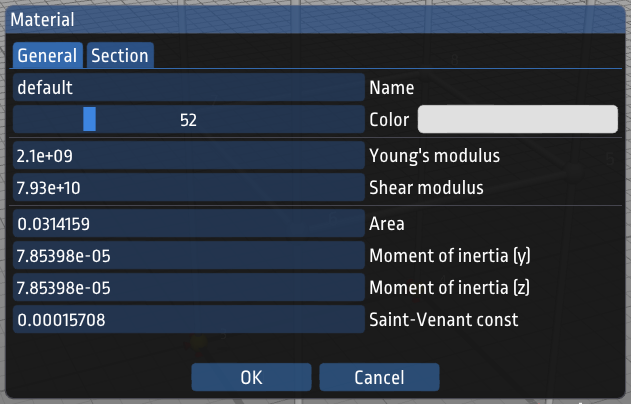 Material
General Section
default Name
52 Color
2.1e+09 Young's modulus
7.93e+10 Shear modulus
0.0314159 Area
7.85398e-05 Moment of inertia (y)
7.85398e-05 Moment of inertia (z)
0.00015708 Saint-Venant const
OK Cancel